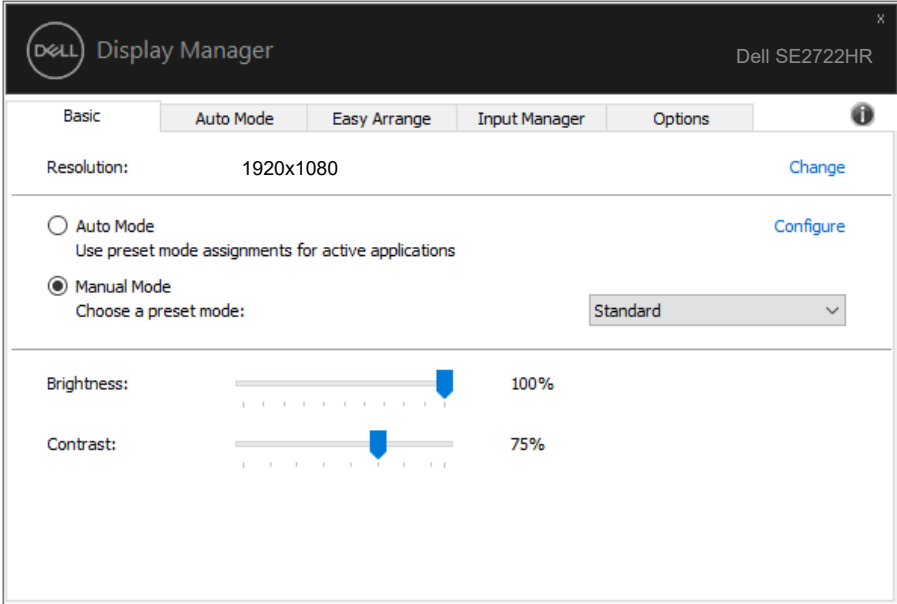 x
DELL Display Manager
Dell SE2722HR
Basic Auto Mode Easy Arrange Input Manager Options i
Resolution: 1920x1080 Change
Auto Mode Configure
Use preset mode assignments for active applications
Manual Mode
Choose a preset mode: Standard
Brightness: 100%
Contrast: 75%